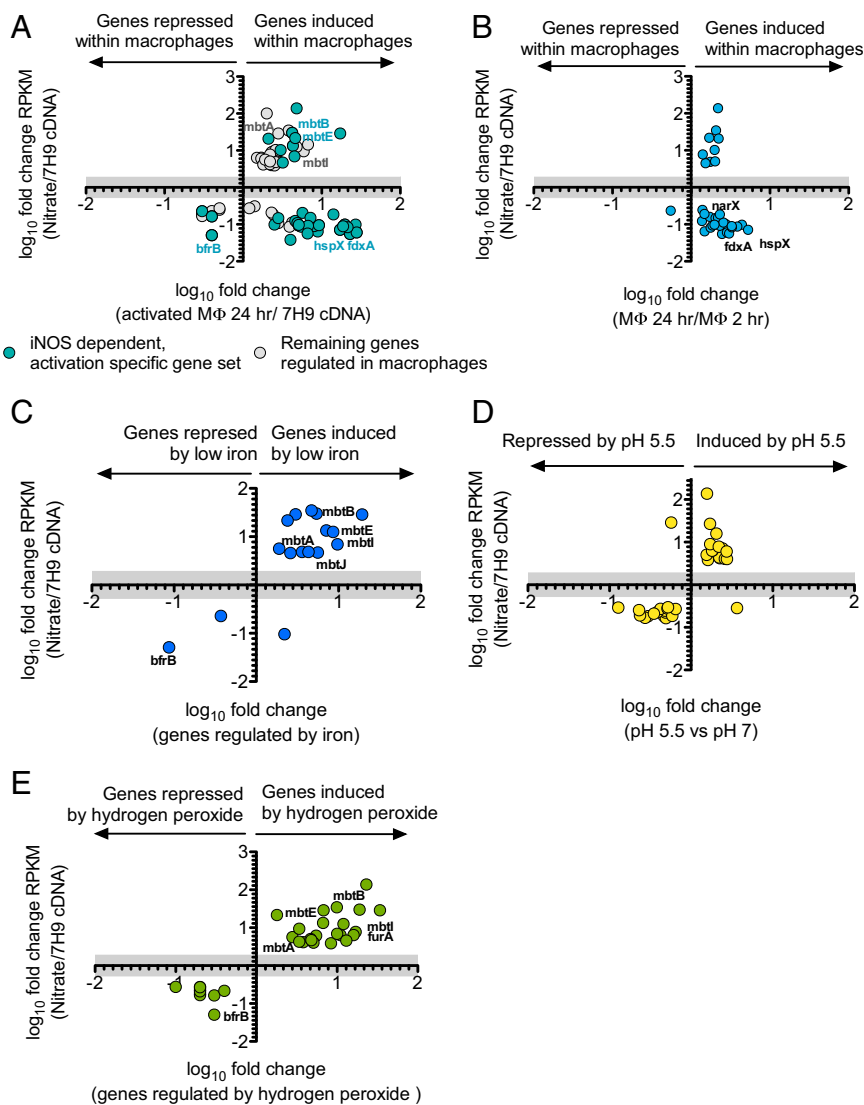 A
Genes repressed
within macrophages
Genes induced
within macrophages
3
2
1
-1
-2
-2
-1
0
1
2
mbtA
mbtB
mbtE
mbtI
bfrB
hspX fdxA
log10 fold change RPKM
(Nitrate/7H9 cDNA)
log10 fold change
(activated MΦ 24 hr/ 7H9 cDNA)
B
Genes repressed
within macrophages
Genes induced
within macrophages
3
2
1
-1
-2
-2
-1
0
1
2
narX
fdxA
hspX
log10 fold change RPKM
(Nitrate/7H9 cDNA)
log10 fold change
(MΦ 24 hr/MΦ 2 hr)
iNOS dependent,
activation specific gene set
Remaining genes
regulated in macrophages
C
Genes represed
by low iron
Genes induced
by low iron
2
1
-1
-2
-2
-1
0
1
2
mbtB
mbtE
mbtA
mbtI
mbtJ
bfrB
log10 fold change RPKM
(Nitrate/7H9 cDNA)
log10 fold change
(genes regulated by iron)
D
Repressed by pH 5.5
Induced by pH 5.5
2
1
-1
-2
-2
-1
0
1
2
log10 fold change RPKM
(Nitrate/7H9 cDNA)
log10 fold change
(pH 5.5 vs pH 7)
E
Genes repressed
by hydrogen peroxide
Genes induced
by hydrogen peroxide
3
2
1
-1
-2
-2
-1
0
1
2
mbtB
mbtE
mbtI
furA
mbtA
bfrB
log10 fold change RPKM
(Nitrate/7H9 cDNA)
log10 fold change
(genes regulated by hydrogen peroxide )